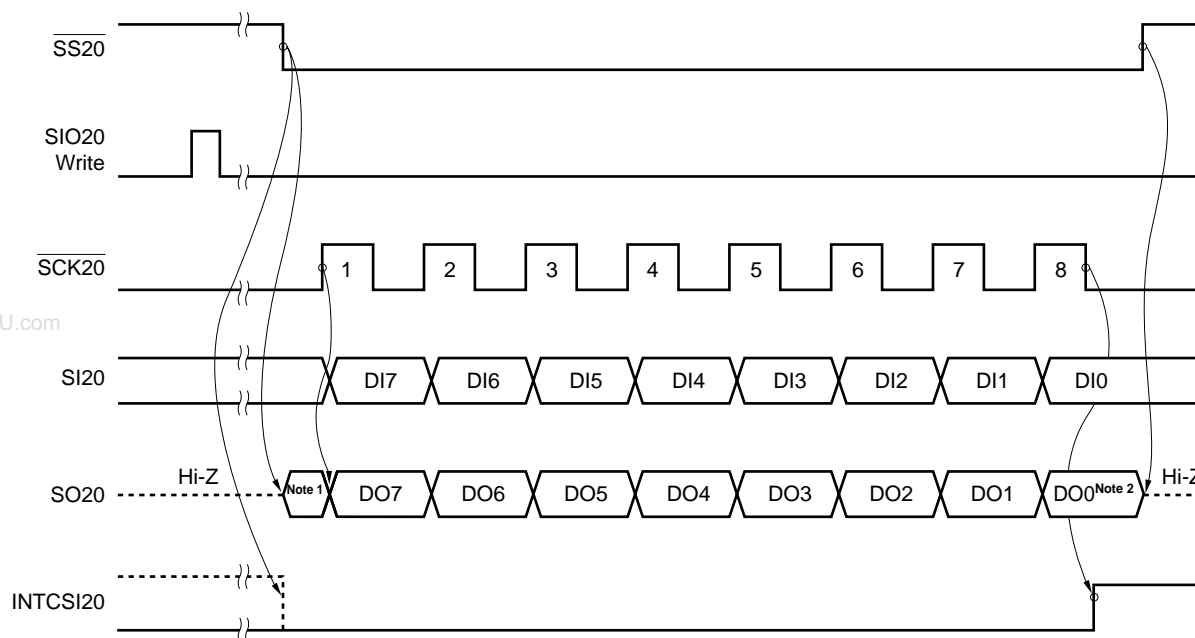 SS20
SIO20
Write
SCK20
1 2 3 4 5 6 7 8
U.com
SI20
DI7 DI6 DI5 DI4 DI3 DI2 DI1 DI0
SO20
Hi-Z
Note 1
DO7 DO6 DO5 DO4 DO3 DO2 DO1 DO0 Note 2
Hi-Z
INTCSI20